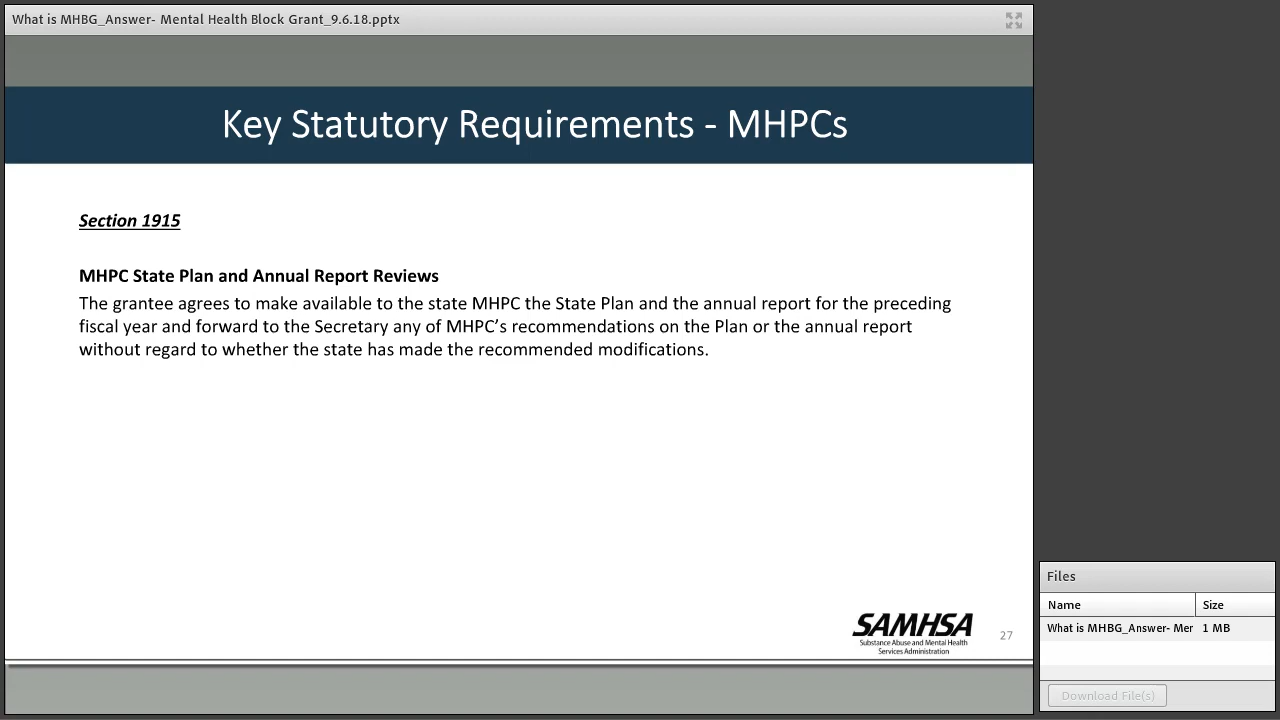 What is MHBG_Answer- Mental Health Block Grant_9.6.18.pptx
Key Statutory Requirements - MHPCs
Section 1915
MHPC State Plan and Annual Report Reviews
The grantee agrees to make available to the state MHPC the State Plan and the annual report for the preceding
fiscal year and forward to the Secretary any of MHPC’s recommendations on the Plan or the annual report
without regard to whether the state has made the recommended modifications.
SAMHSA
Substance Abuse and Mental Health
Services Administration
27
Files
Name Size
What is MHBG_Answer- Mer 1 MB
Download File(s)